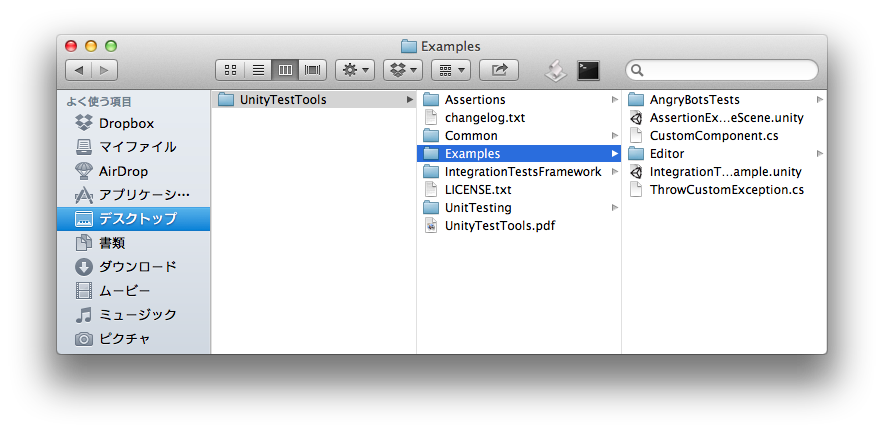 Examples
よく使う項目
Dropbox
マイファイル
AirDrop
アプリケーシ…
デスクトップ
書類
ダウンロード
ムービー
ミュージック
ピクチャ
UnityTestTools
Assertions
changelog.txt
Common
Examples
IntegrationTestsFramework
LICENSE.txt
UnitTesting
UnityTestTools.pdf
AngryBotsTests
AssertionEx...eScene.unity
CustomComponent.cs
Editor
IntegrationT...ample.unity
ThrowCustomException.cs